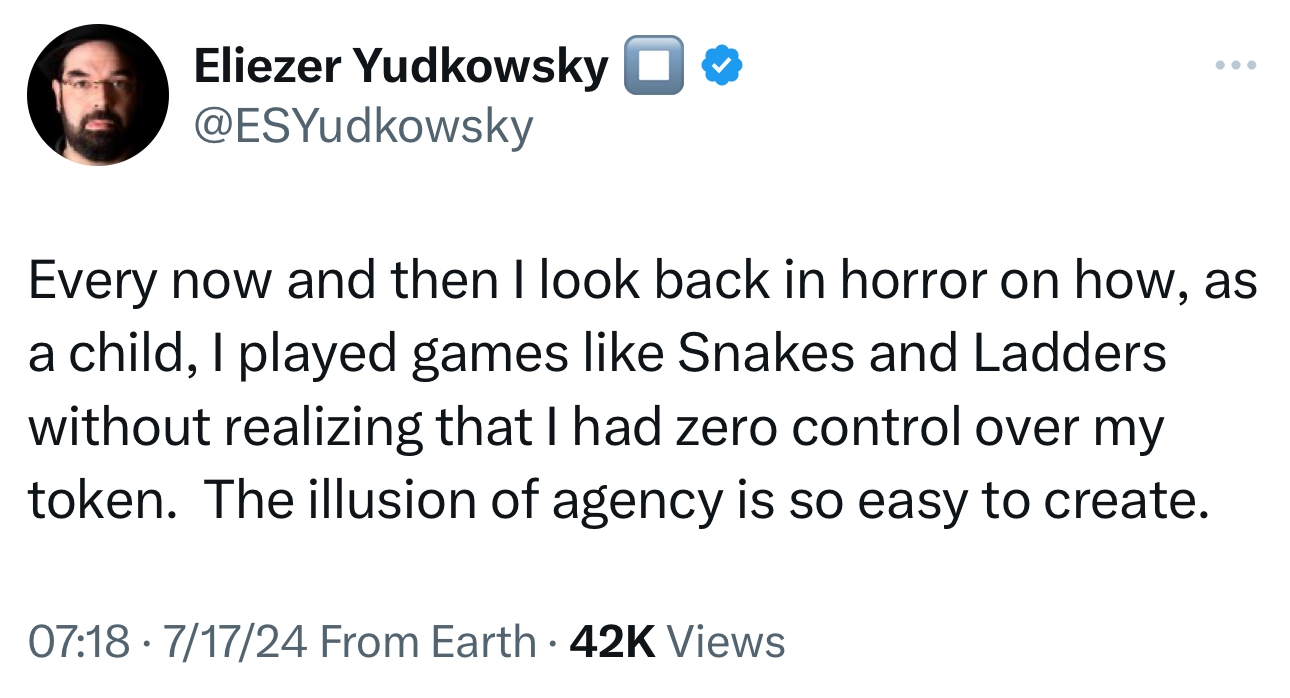 Eliezer Yudkowsky
@ESYudkowsky
Every now and then I look back in horror on how, as
a child, I played games like Snakes and Ladders
without realizing that I had zero control over my
token.  The illusion of agency is so easy to create.
07:18 · 7/17/24 From Earth · 42K Views